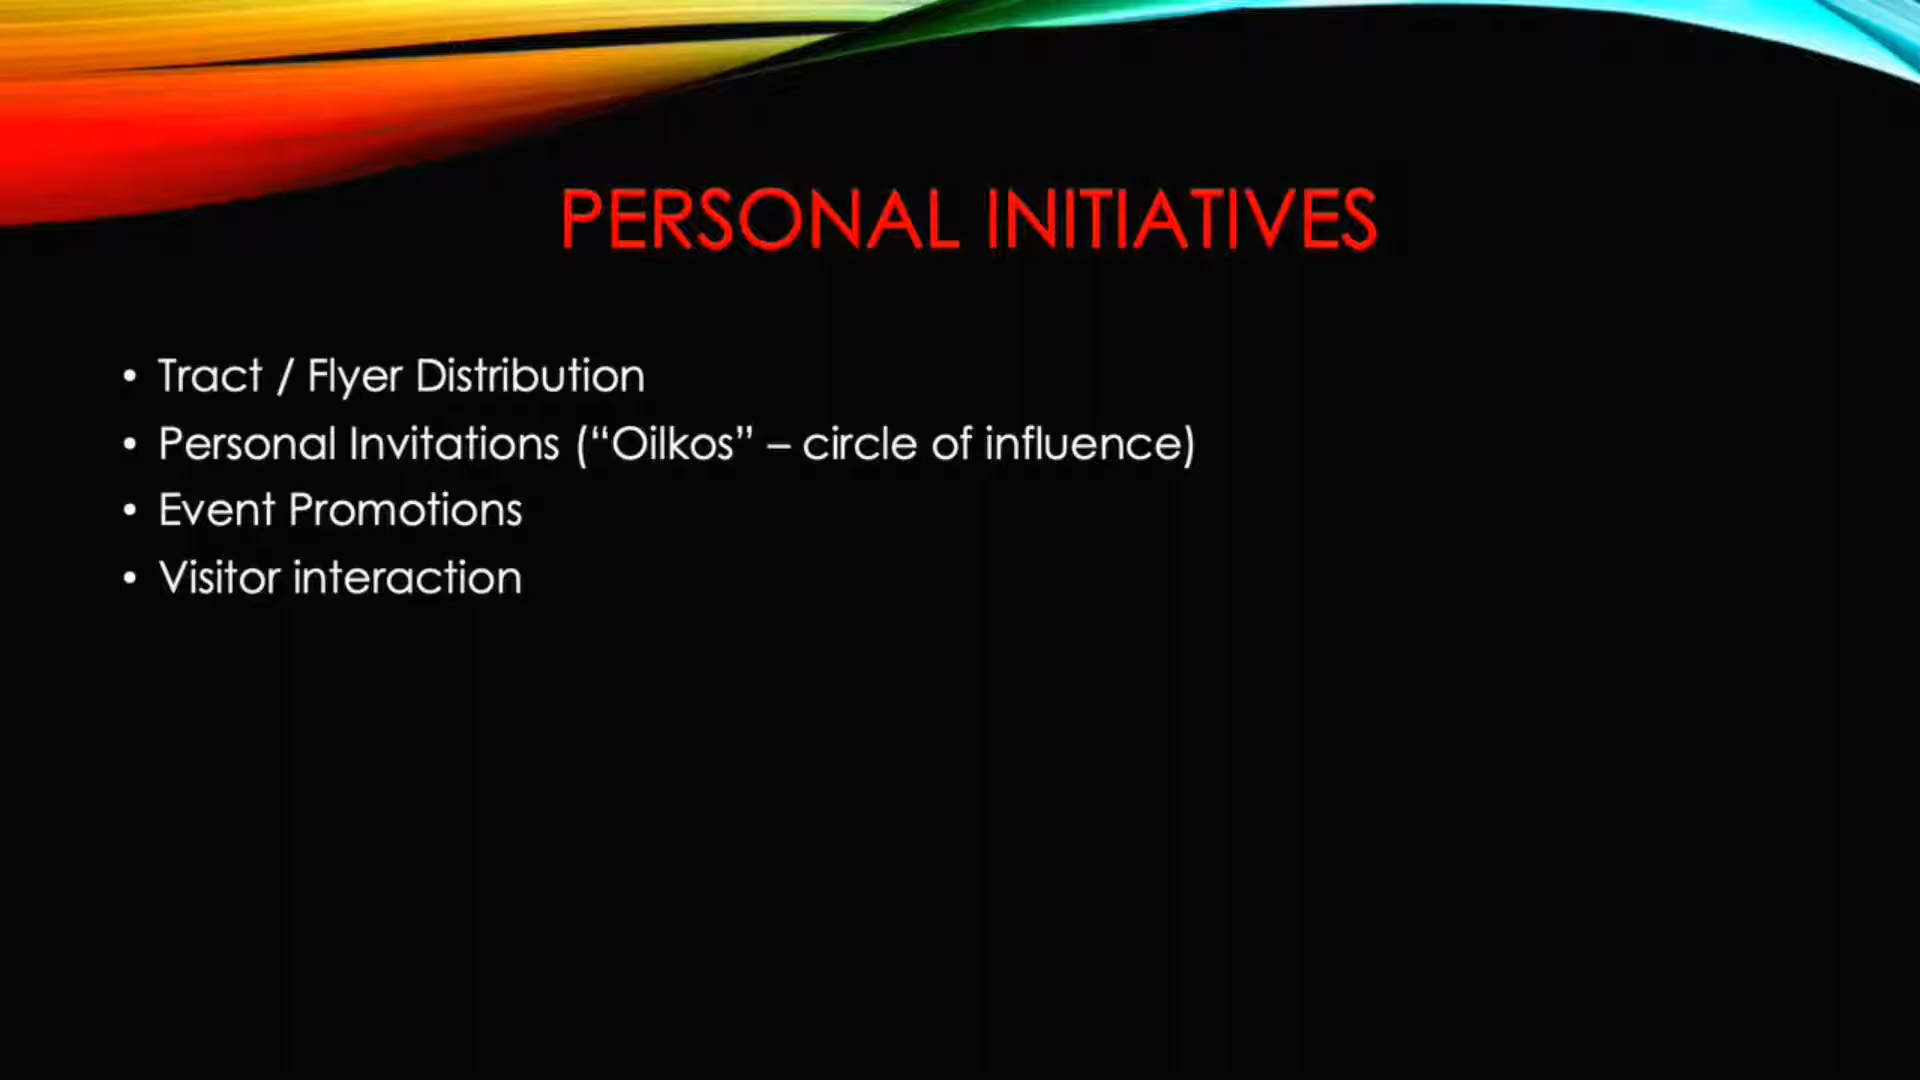 PERSONAL INITIATIVES
• Tract / Flyer Distribution
• Personal Invitations (“Oilkos” – circle of influence)
• Event Promotions
• Visitor interaction